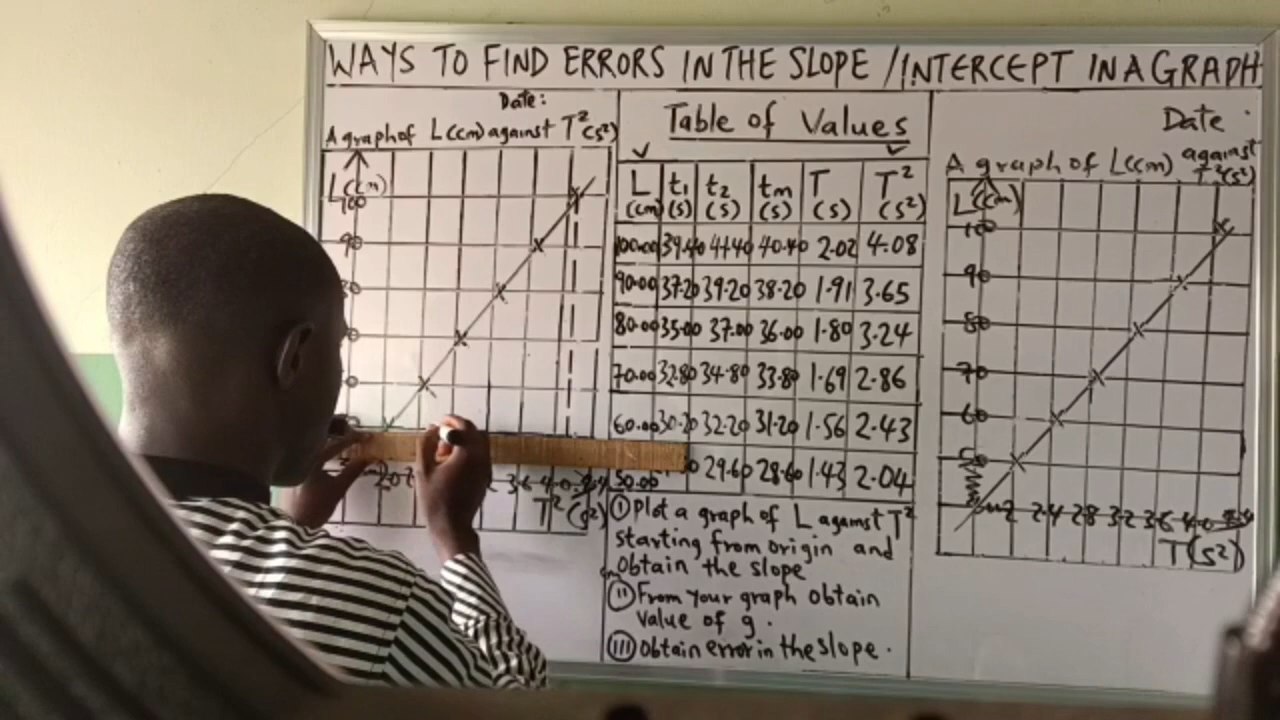 WAYS TO FIND ERRORS IN THE SLOPE / INTERCEPT IN A GRAPH
Date:
A graph of L(cm) against T²(s²)
L(cm)
100
90
T²(s²)
Table of Values
L (cm) t1 (s) t2 (s) tm (s) T (s) T² (s²)
100.00 39.40 41.40 40.40 2.02 4.08
90.00 37.20 39.20 38.20 1.91 3.65
80.00 35.00 37.00 36.00 1.80 3.24
70.00 32.80 34.80 33.80 1.69 2.86
60.00 30.20 32.20 31.20 1.56 2.43
50.00 29.60 28.60 1.43 2.04
(i) Plot a graph of L against T²
starting from origin and
obtain the slope
(ii) From your graph obtain
value of g.
(iii) Obtain error in the slope.
Date
A graph of L(cm) against
T²(s²)
L(cm)
100
90
80
70
60
50
2 2.4 2.8 3.2 3.6 4.0
T(s²)